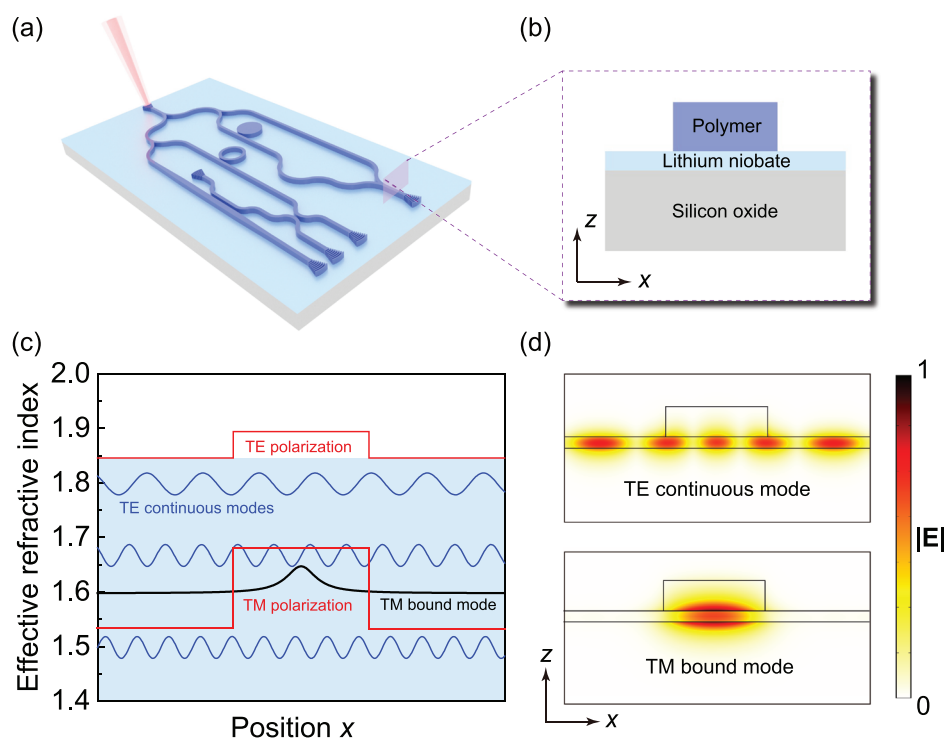 (a)
(b)
Polymer
Lithium niobate
Silicon oxide
z
x
(c)
Effective refractive index
2.0
1.9
1.8
1.7
1.6
1.5
1.4
TE polarization
TE continuous modes
TM polarization
TM bound mode
Position x
(d)
TE continuous mode
TM bound mode
z
x
1
|E|
0